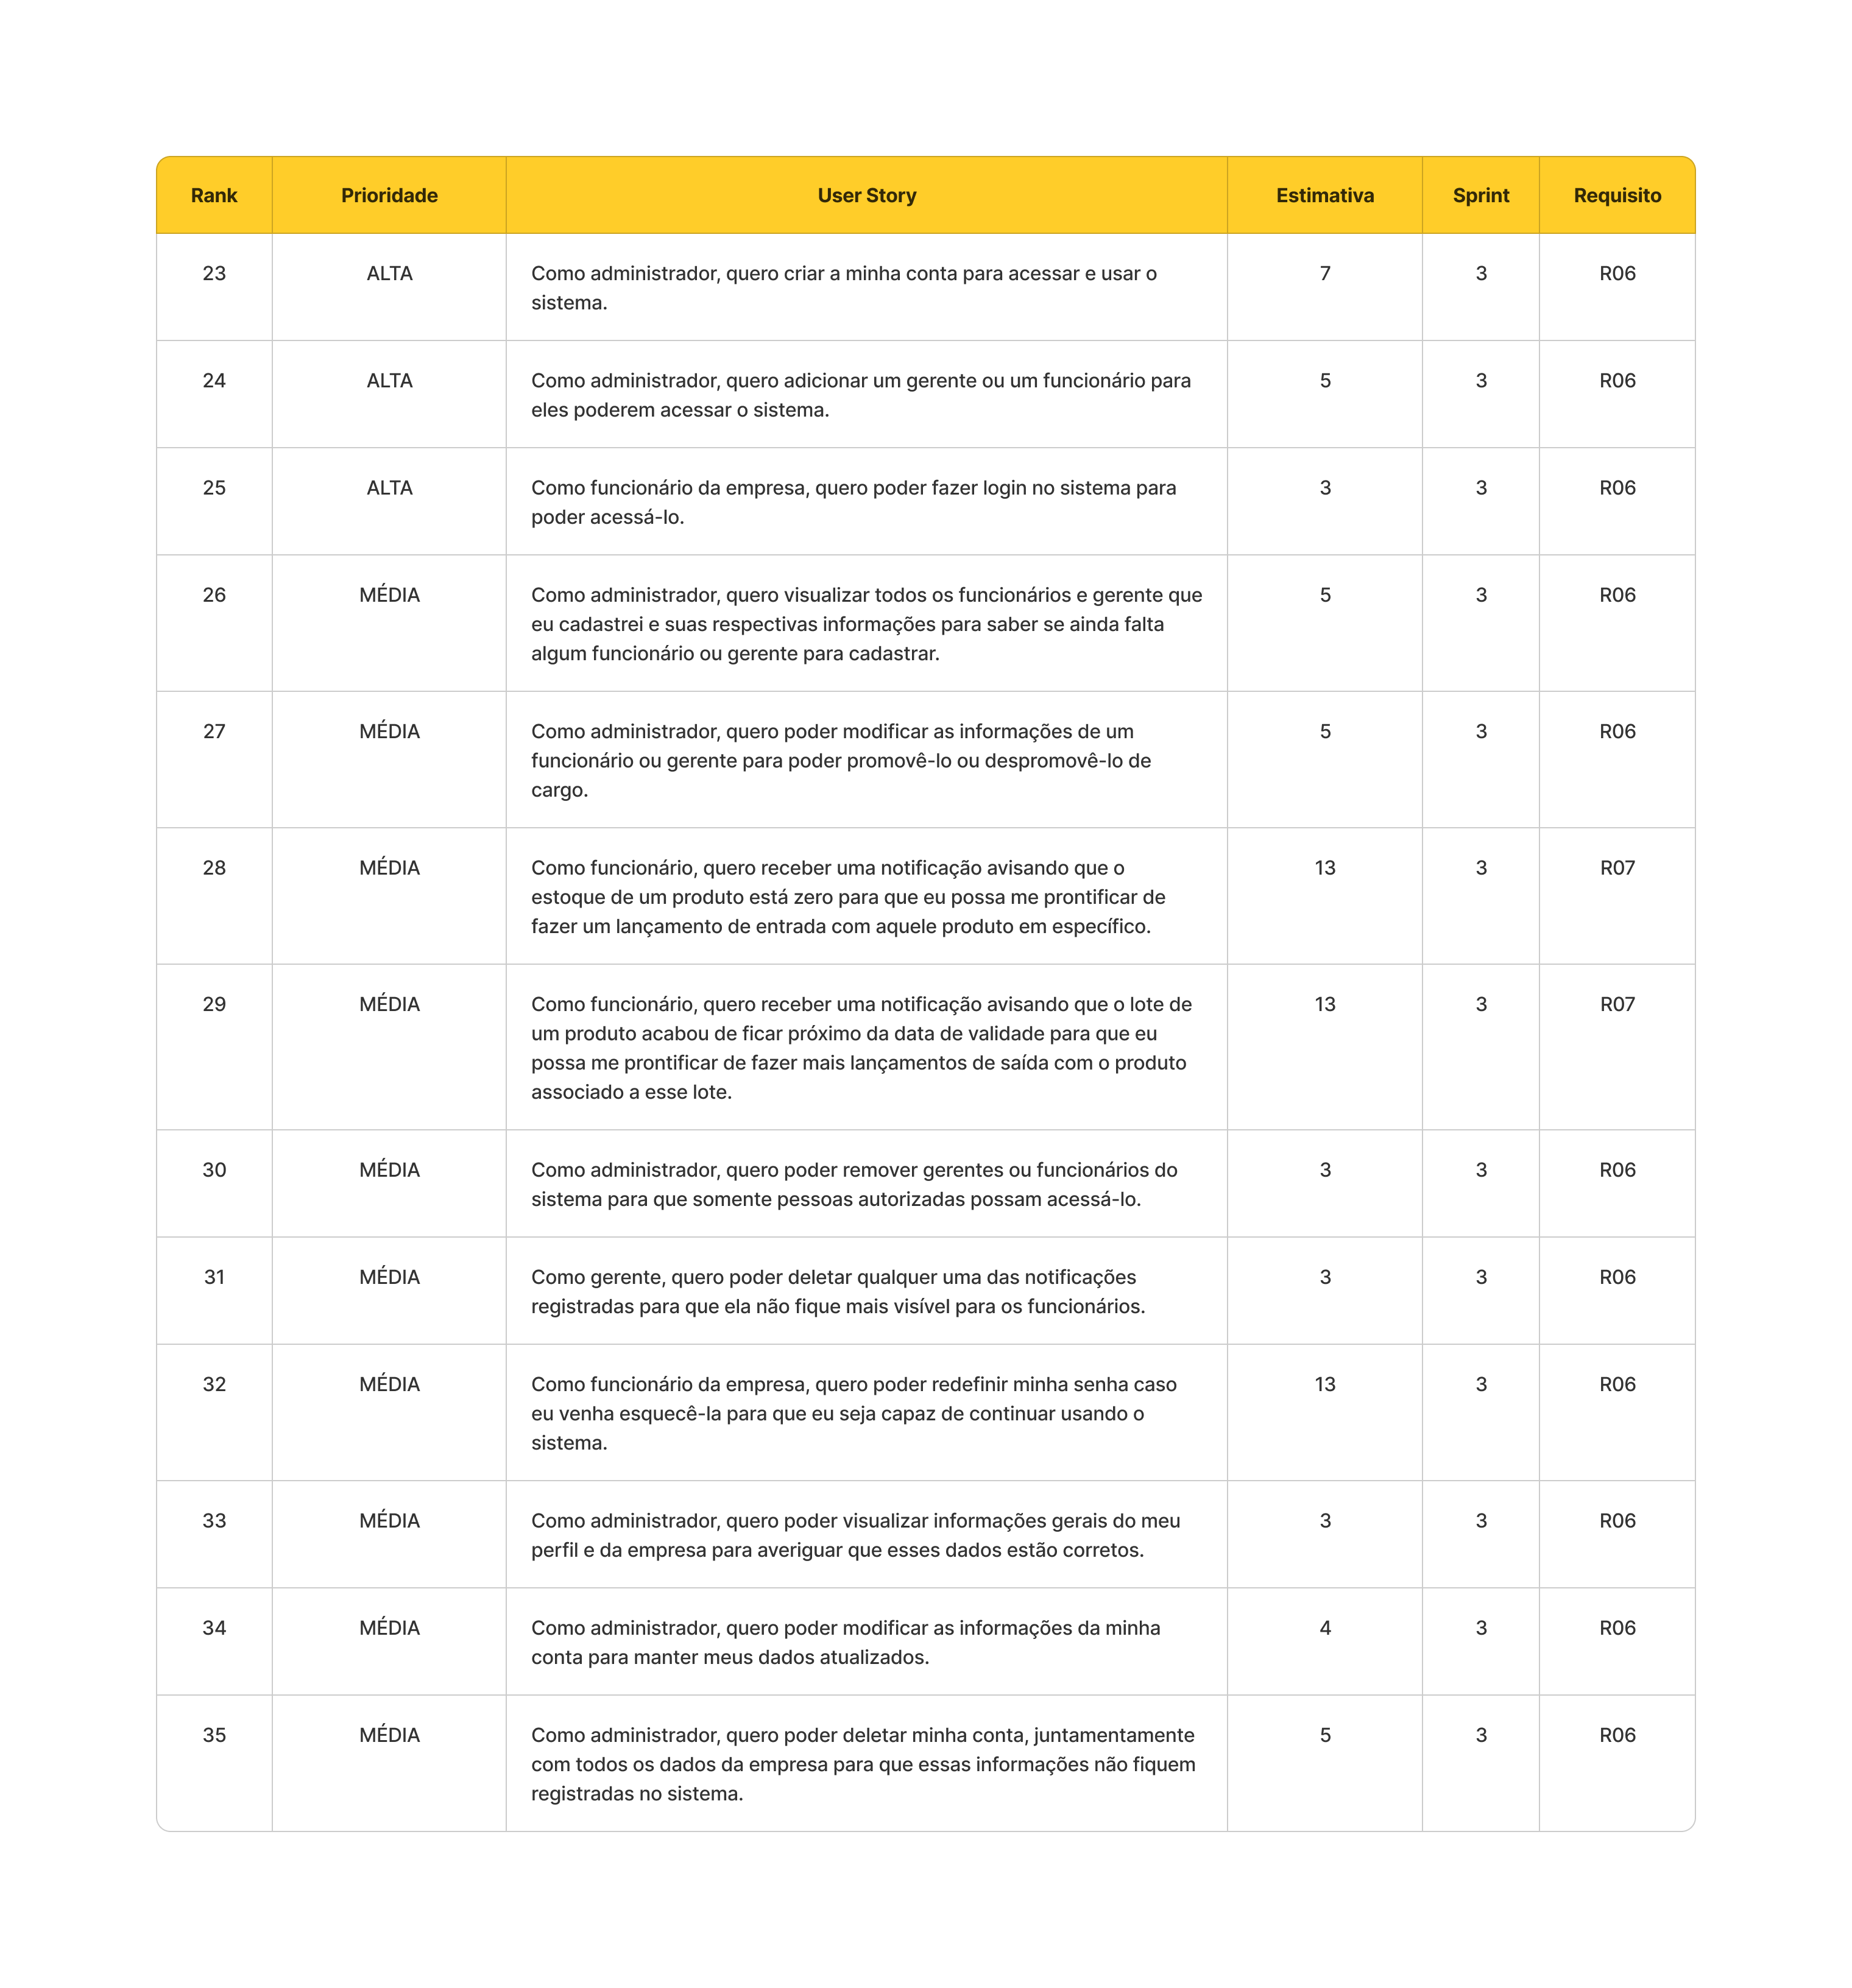 Rank Prioridade User Story Estimativa Sprint Requisito
23 ALTA Como administrador, quero criar a minha conta para acessar e usar o 7 3 R06
sistema.
24 ALTA Como administrador, quero adicionar um gerente ou um funcionário para 5 3 R06
eles poderem acessar o sistema.
25 ALTA Como funcionário da empresa, quero poder fazer login no sistema para 3 3 R06
poder acessá-lo.
26 MÉDIA Como administrador, quero visualizar todos os funcionários e gerente que 5 3 R06
eu cadastrei e suas respectivas informações para saber se ainda falta
algum funcionário ou gerente para cadastrar.
27 MÉDIA Como administrador, quero poder modificar as informações de um 5 3 R06
funcionário ou gerente para poder promovê-lo ou despromovê-lo de
cargo.
28 MÉDIA Como funcionário, quero receber uma notificação avisando que o 13 3 R07
estoque de um produto está zero para que eu possa me prontificar de
fazer um lançamento de entrada com aquele produto em específico.
29 MÉDIA Como funcionário, quero receber uma notificação avisando que o lote de 13 3 R07
um produto acabou de ficar próximo da data de validade para que eu
possa me prontificar de fazer mais lançamentos de saída com o produto
associado a esse lote.
30 MÉDIA Como administrador, quero poder remover gerentes ou funcionários do 3 3 R06
sistema para que somente pessoas autorizadas possam acessá-lo.
31 MÉDIA Como gerente, quero poder deletar qualquer uma das notificações 3 3 R06
registradas para que ela não fique mais visível para os funcionários.
32 MÉDIA Como funcionário da empresa, quero poder redefinir minha senha caso 13 3 R06
eu venha esquecê-la para que eu seja capaz de continuar usando o
sistema.
33 MÉDIA Como administrador, quero poder visualizar informações gerais do meu 3 3 R06
perfil e da empresa para averiguar que esses dados estão corretos.
34 MÉDIA Como administrador, quero poder modificar as informações da minha 4 3 R06
conta para manter meus dados atualizados.
35 MÉDIA Como administrador, quero poder deletar minha conta, juntamentamente 5 3 R06
com todos os dados da empresa para que essas informações não fiquem
registradas no sistema.